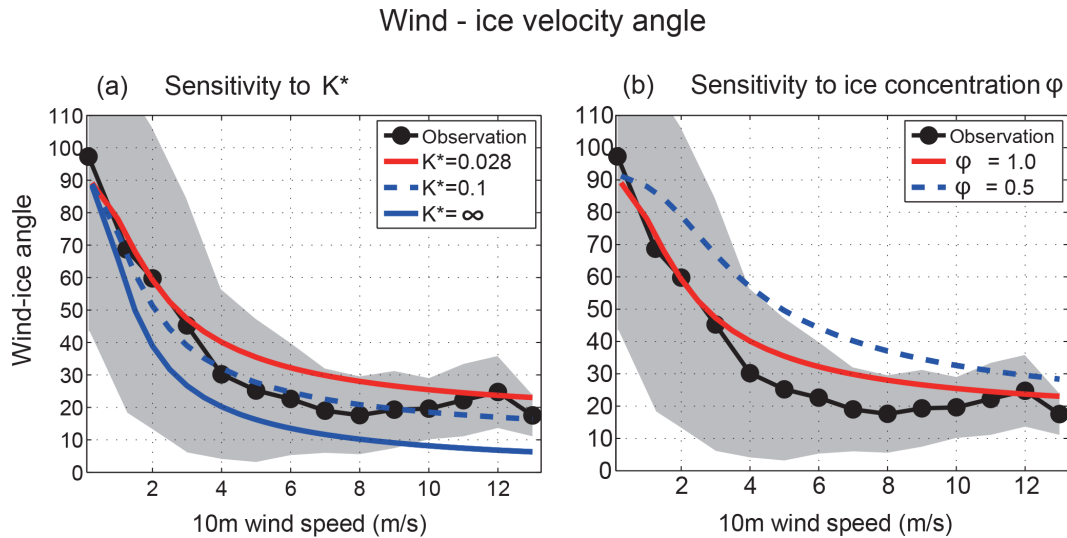 Wind - ice velocity angle
(a) Sensitivity to K*
110
100
90
80
70
60
50
40
30
20
10
0
Wind-ice angle
Observation
K*=0.028
K*=0.1
K*=∞
2 4 6 8 10 12
10m wind speed (m/s)
(b) Sensitivity to ice concentration φ
110
100
90
80
70
60
50
40
30
20
10
0
Observation
φ = 1.0
φ = 0.5
2 4 6 8 10 12
10m wind speed (m/s)